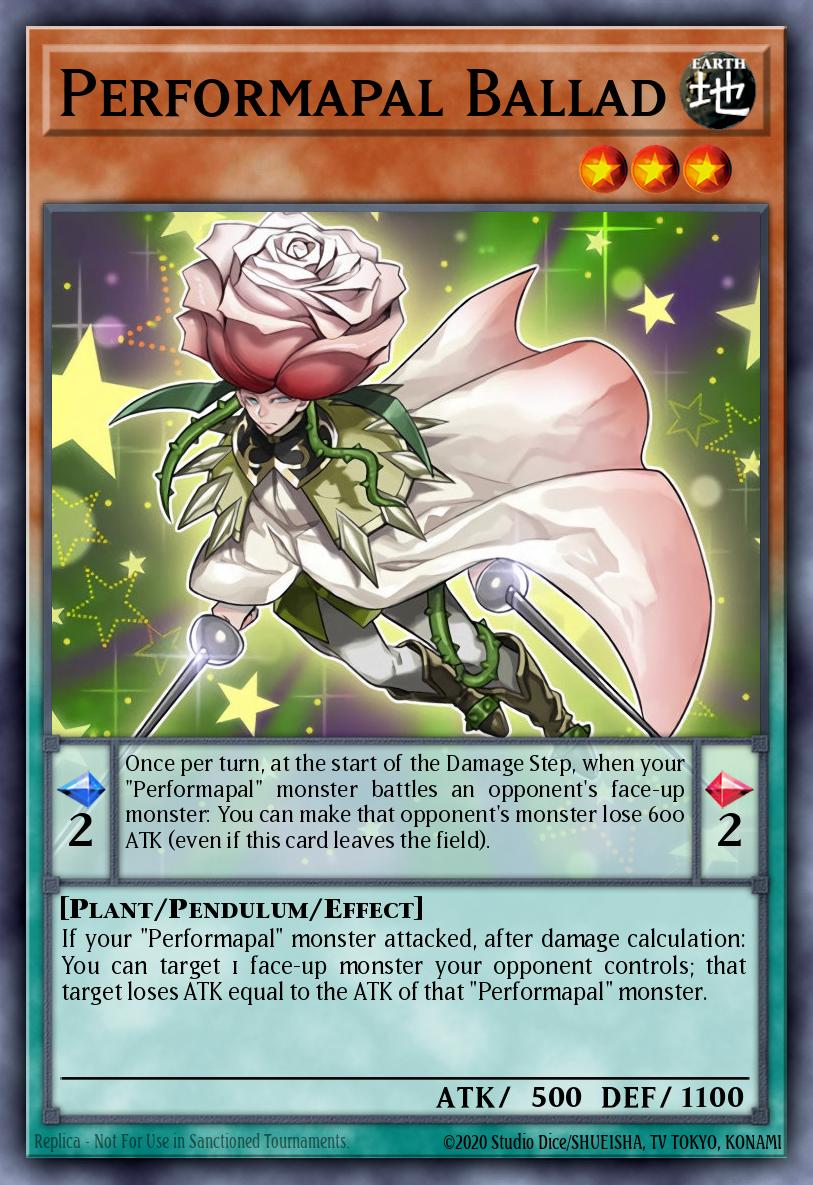 Performapal Ballad
EARTH
地
Once per turn, at the start of the Damage Step, when your
"Performapal" monster battles an opponent's face-up
monster: You can make that opponent's monster lose 600
ATK (even if this card leaves the field).
2
2
[Plant/Pendulum/Effect]
If your "Performapal" monster attacked, after damage calculation:
You can target 1 face-up monster your opponent controls; that
target loses ATK equal to the ATK of that "Performapal" monster.
ATK/ 500 DEF/ 1100
Replica - Not For Use in Sanctioned Tournaments.
©2020 Studio Dice/SHUEISHA, TV TOKYO, KONAMI